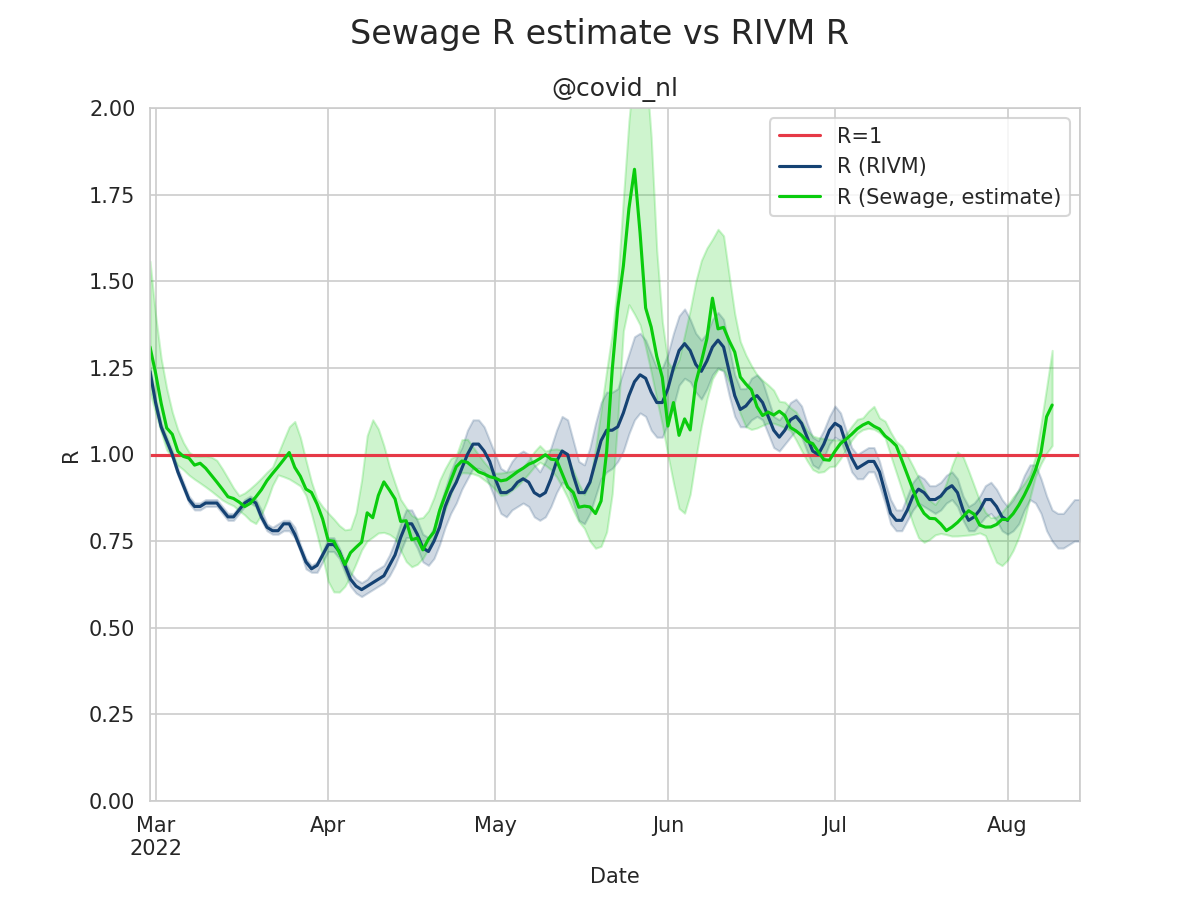 Sewage R estimate vs RIVM R
@covid_nl
2.00
1.75
1.50
1.25
1.00
0.75
0.50
0.25
0.00
R
R=1
R (RIVM)
R (Sewage, estimate)
Mar
2022
Apr
May
Jun
Jul
Aug
Date